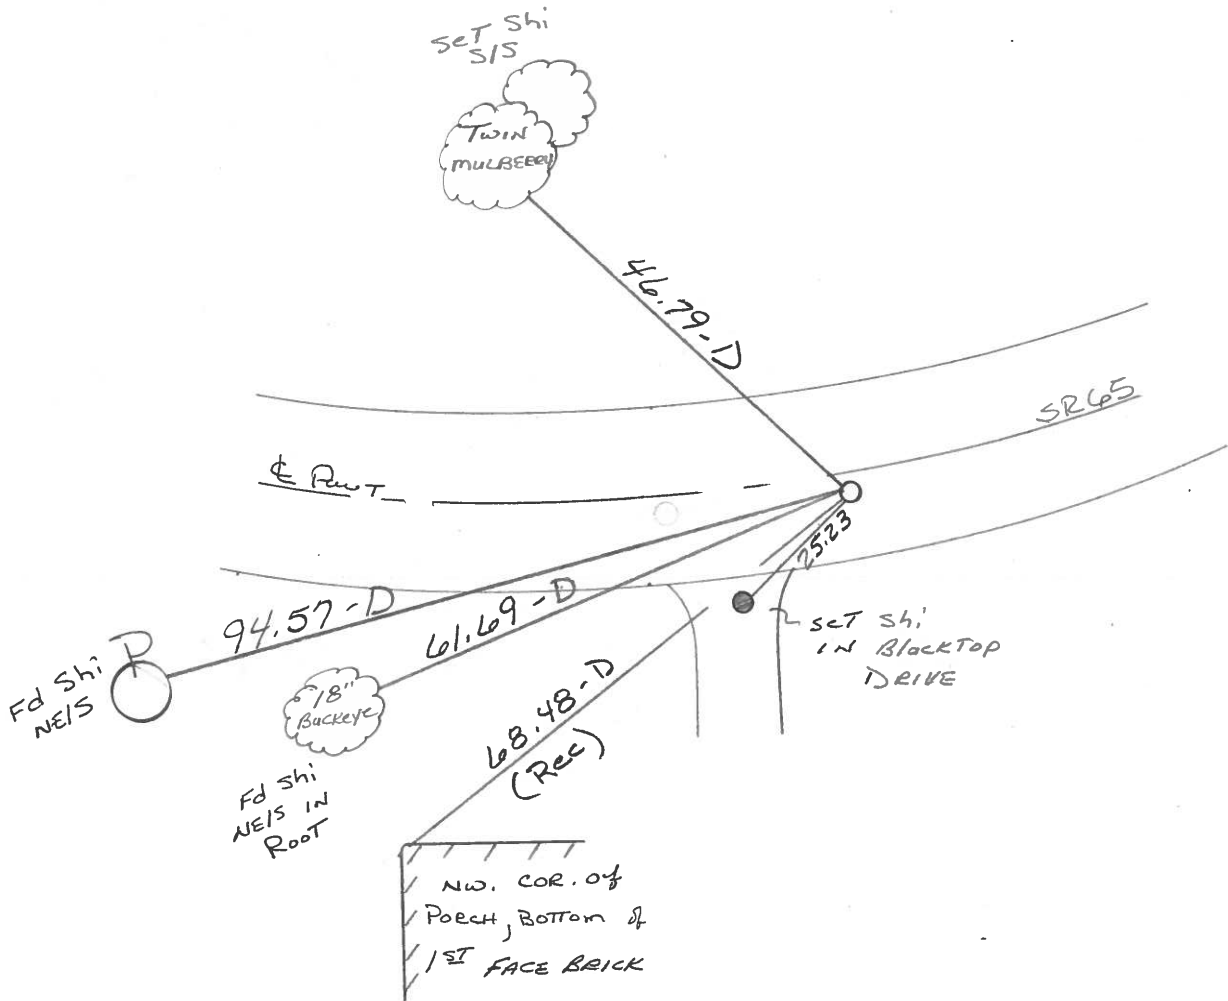 SeT Shi
S/S
TWIN
MULBERRY
46.79-D
SR65
℄ PavT
25.23
94.57-D
61.69-D
P
Fd Shi
NE/S
18"
Buckeye
Fd Shi
NE/S IN
ROOT
SeT Shi
IN BlackTop
DRIVE
68.48-D
(Rec)
NW. COR. of
PORCH, BOTTOM of
1ST FACE BRICK